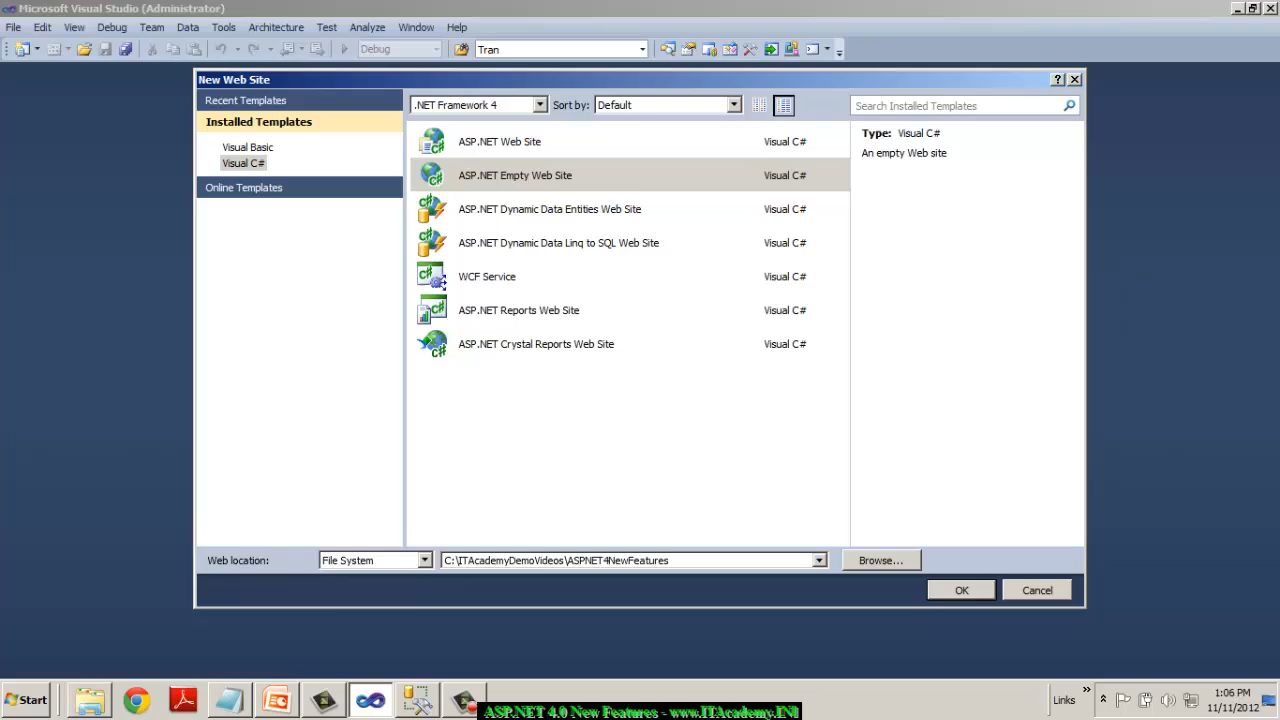 Microsoft Visual Studio (Administrator)
File Edit View Debug Team Data Tools Architecture Test Analyze Window Help
Debug Tran
New Web Site
Recent Templates
Installed Templates
Visual Basic
Visual C#
Online Templates
.NET Framework 4 Sort by: Default
Search Installed Templates
ASP.NET Web Site Visual C#
ASP.NET Empty Web Site Visual C#
ASP.NET Dynamic Data Entities Web Site Visual C#
ASP.NET Dynamic Data Linq to SQL Web Site Visual C#
WCF Service Visual C#
ASP.NET Reports Web Site Visual C#
ASP.NET Crystal Reports Web Site Visual C#
Type: Visual C#
An empty Web site
Web location: File System C:\ITAcademyDemoVideos\ASPNET4NewFeatures Browse...
OK Cancel
Start
Links
1:06 PM
11/11/2012
ASP.NET 4.0 New Features - www.ITAcademy.IN